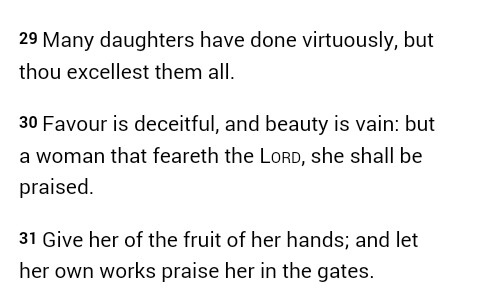 29 Many daughters have done virtuously, but
thou excellest them all.
30 Favour is deceitful, and beauty is vain: but
a woman that feareth the LORD, she shall be
praised.
31 Give her of the fruit of her hands; and let
her own works praise her in the gates.